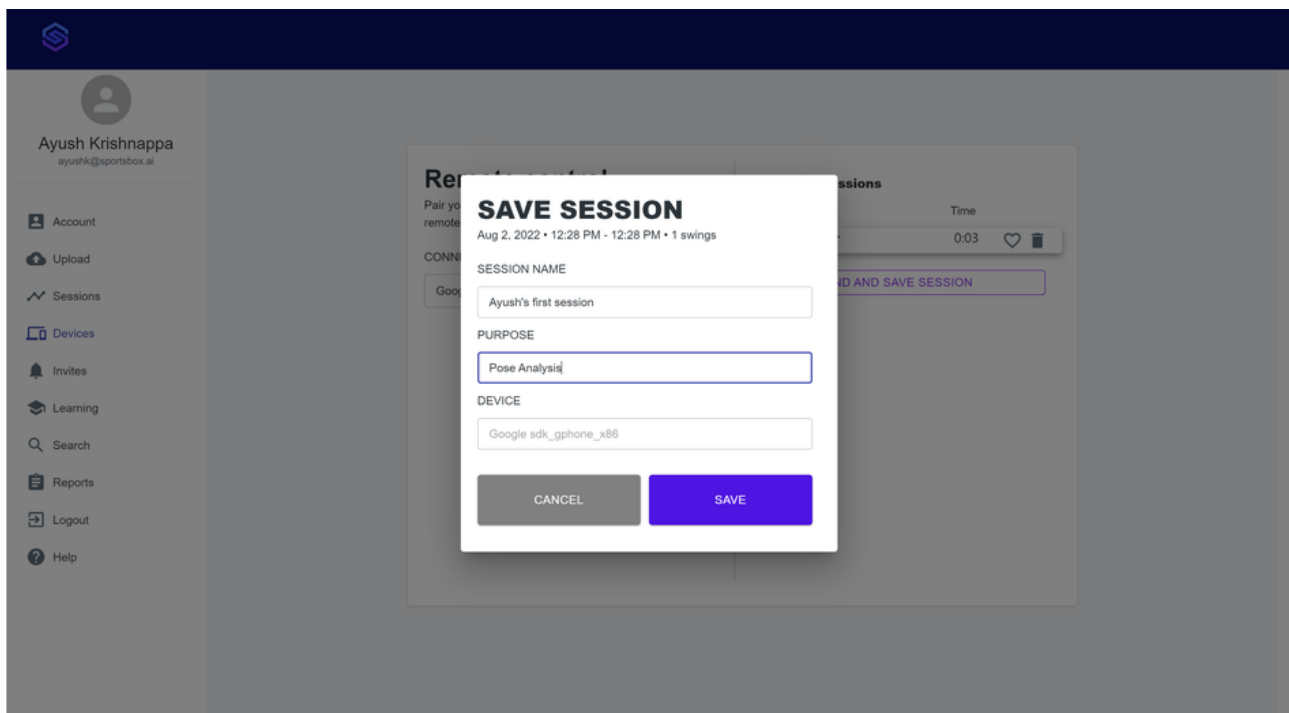 Ayush Krishnappa
ayushk@sportsbox.ai
Account
Upload
Sessions
Devices
Invites
Learning
Search
Reports
Logout
Help
Pair
remote
SAVE SESSION
Aug 2, 2022 • 12:28 PM - 12:28 PM • 1 swings
SESSION NAME
Ayush's first session
PURPOSE
Pose Analysis
DEVICE
Google sdk_gphone_x86
CANCEL
SAVE
Time
0:03
AND SAVE SESSION